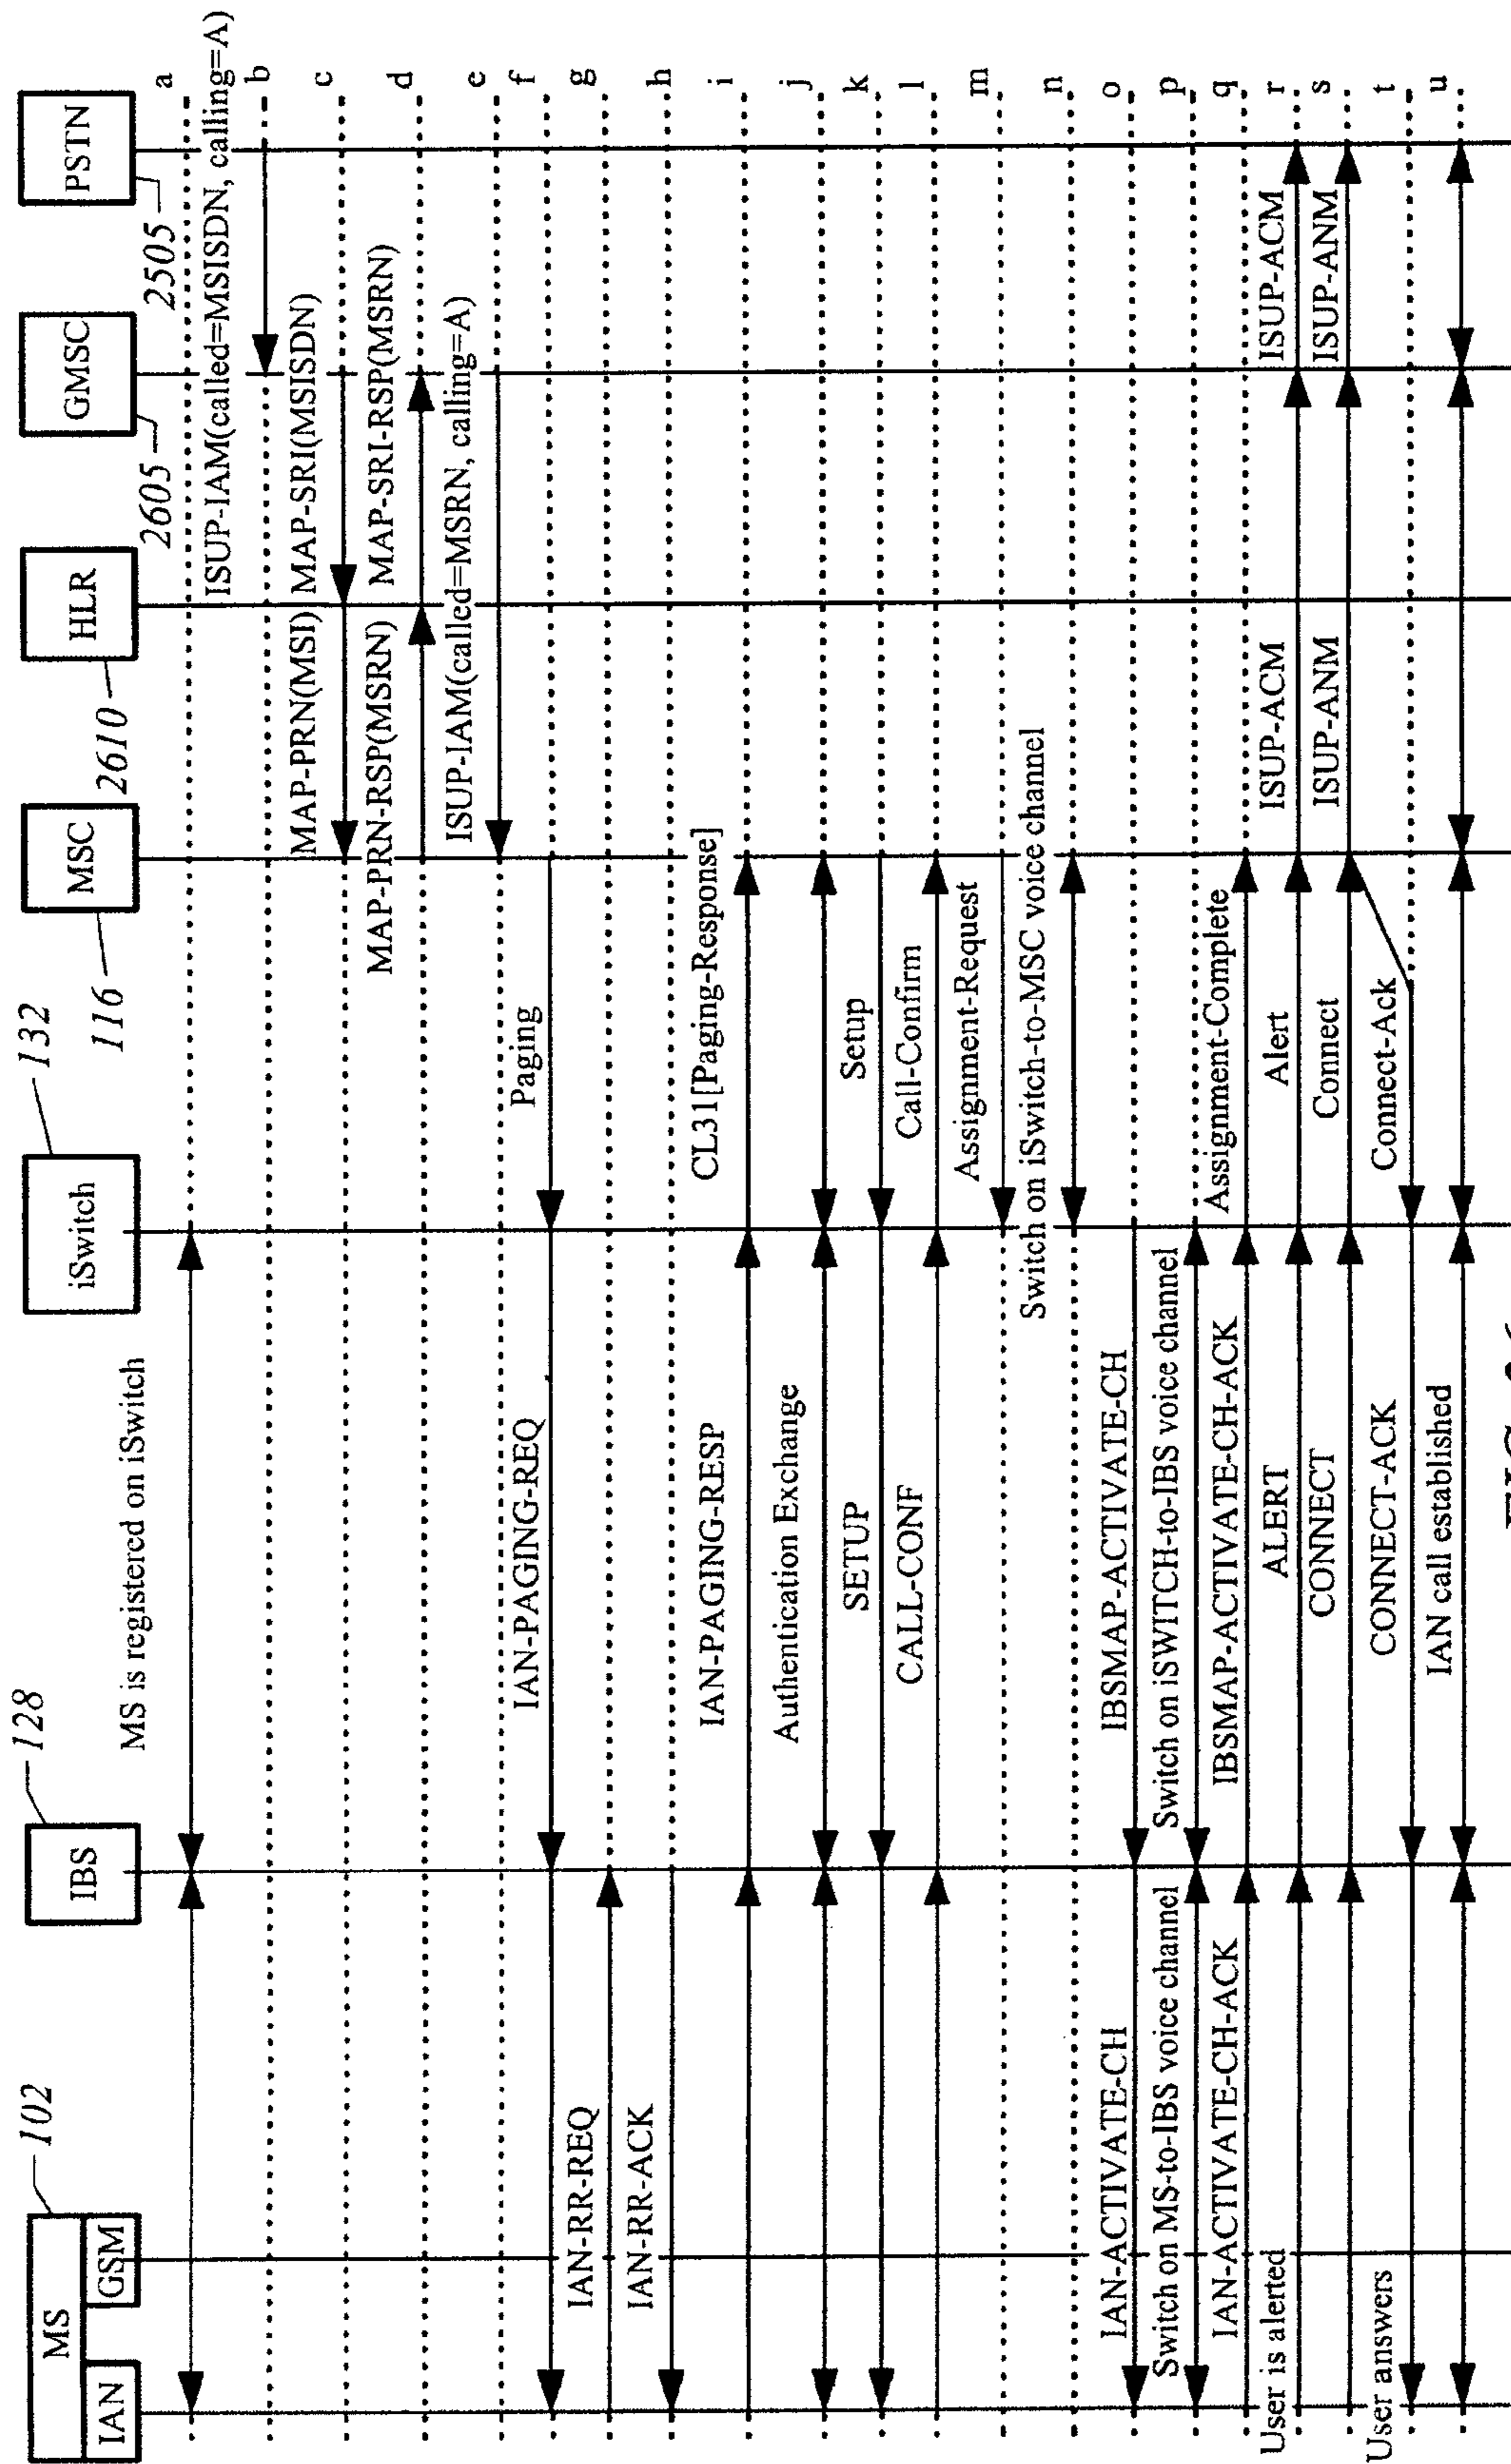 MS
IAN
GSM
102
IBS
128
iSwitch
132
MSC
116
HLR
2610
GMSC
2605
PSTN
2505
MS is registered on iSwitch
a
ISUP-IAM(called=MSISDN, calling=A)
b
MAP-PRN(MSI)
MAP-SRI(MSISDN)
c
MAP-PRN-RSP(MSRN)
MAP-SRI-RSP(MSRN)
d
ISUP-IAM(called=MSRN, calling=A)
e
IAN-PAGING-REQ
Paging
f
IAN-RR-REQ
g
IAN-RR-ACK
h
IAN-PAGING-RESP
CL31[Paging-Response]
i
Authentication Exchange
j
SETUP
Setup
k
CALL-CONF
Call-Confirm
l
Assignment-Request
m
Switch on iSwitch-to-MSC voice channel
n
IAN-ACTIVATE-CH
IBSMAP-ACTIVATE-CH
o
Switch on MS-to-IBS voice channel
Switch on iSWITCH-to-IBS voice channel
p
IAN-ACTIVATE-CH-ACK
IBSMAP-ACTIVATE-CH-ACK
Assignment-Complete
q
User is alerted
ALERT
Alert
ISUP-ACM
ISUP-ACM
r
CONNECT
Connect
ISUP-ANM
ISUP-ANM
s
User answers
CONNECT-ACK
Connect-Ack
t
IAN call established
u